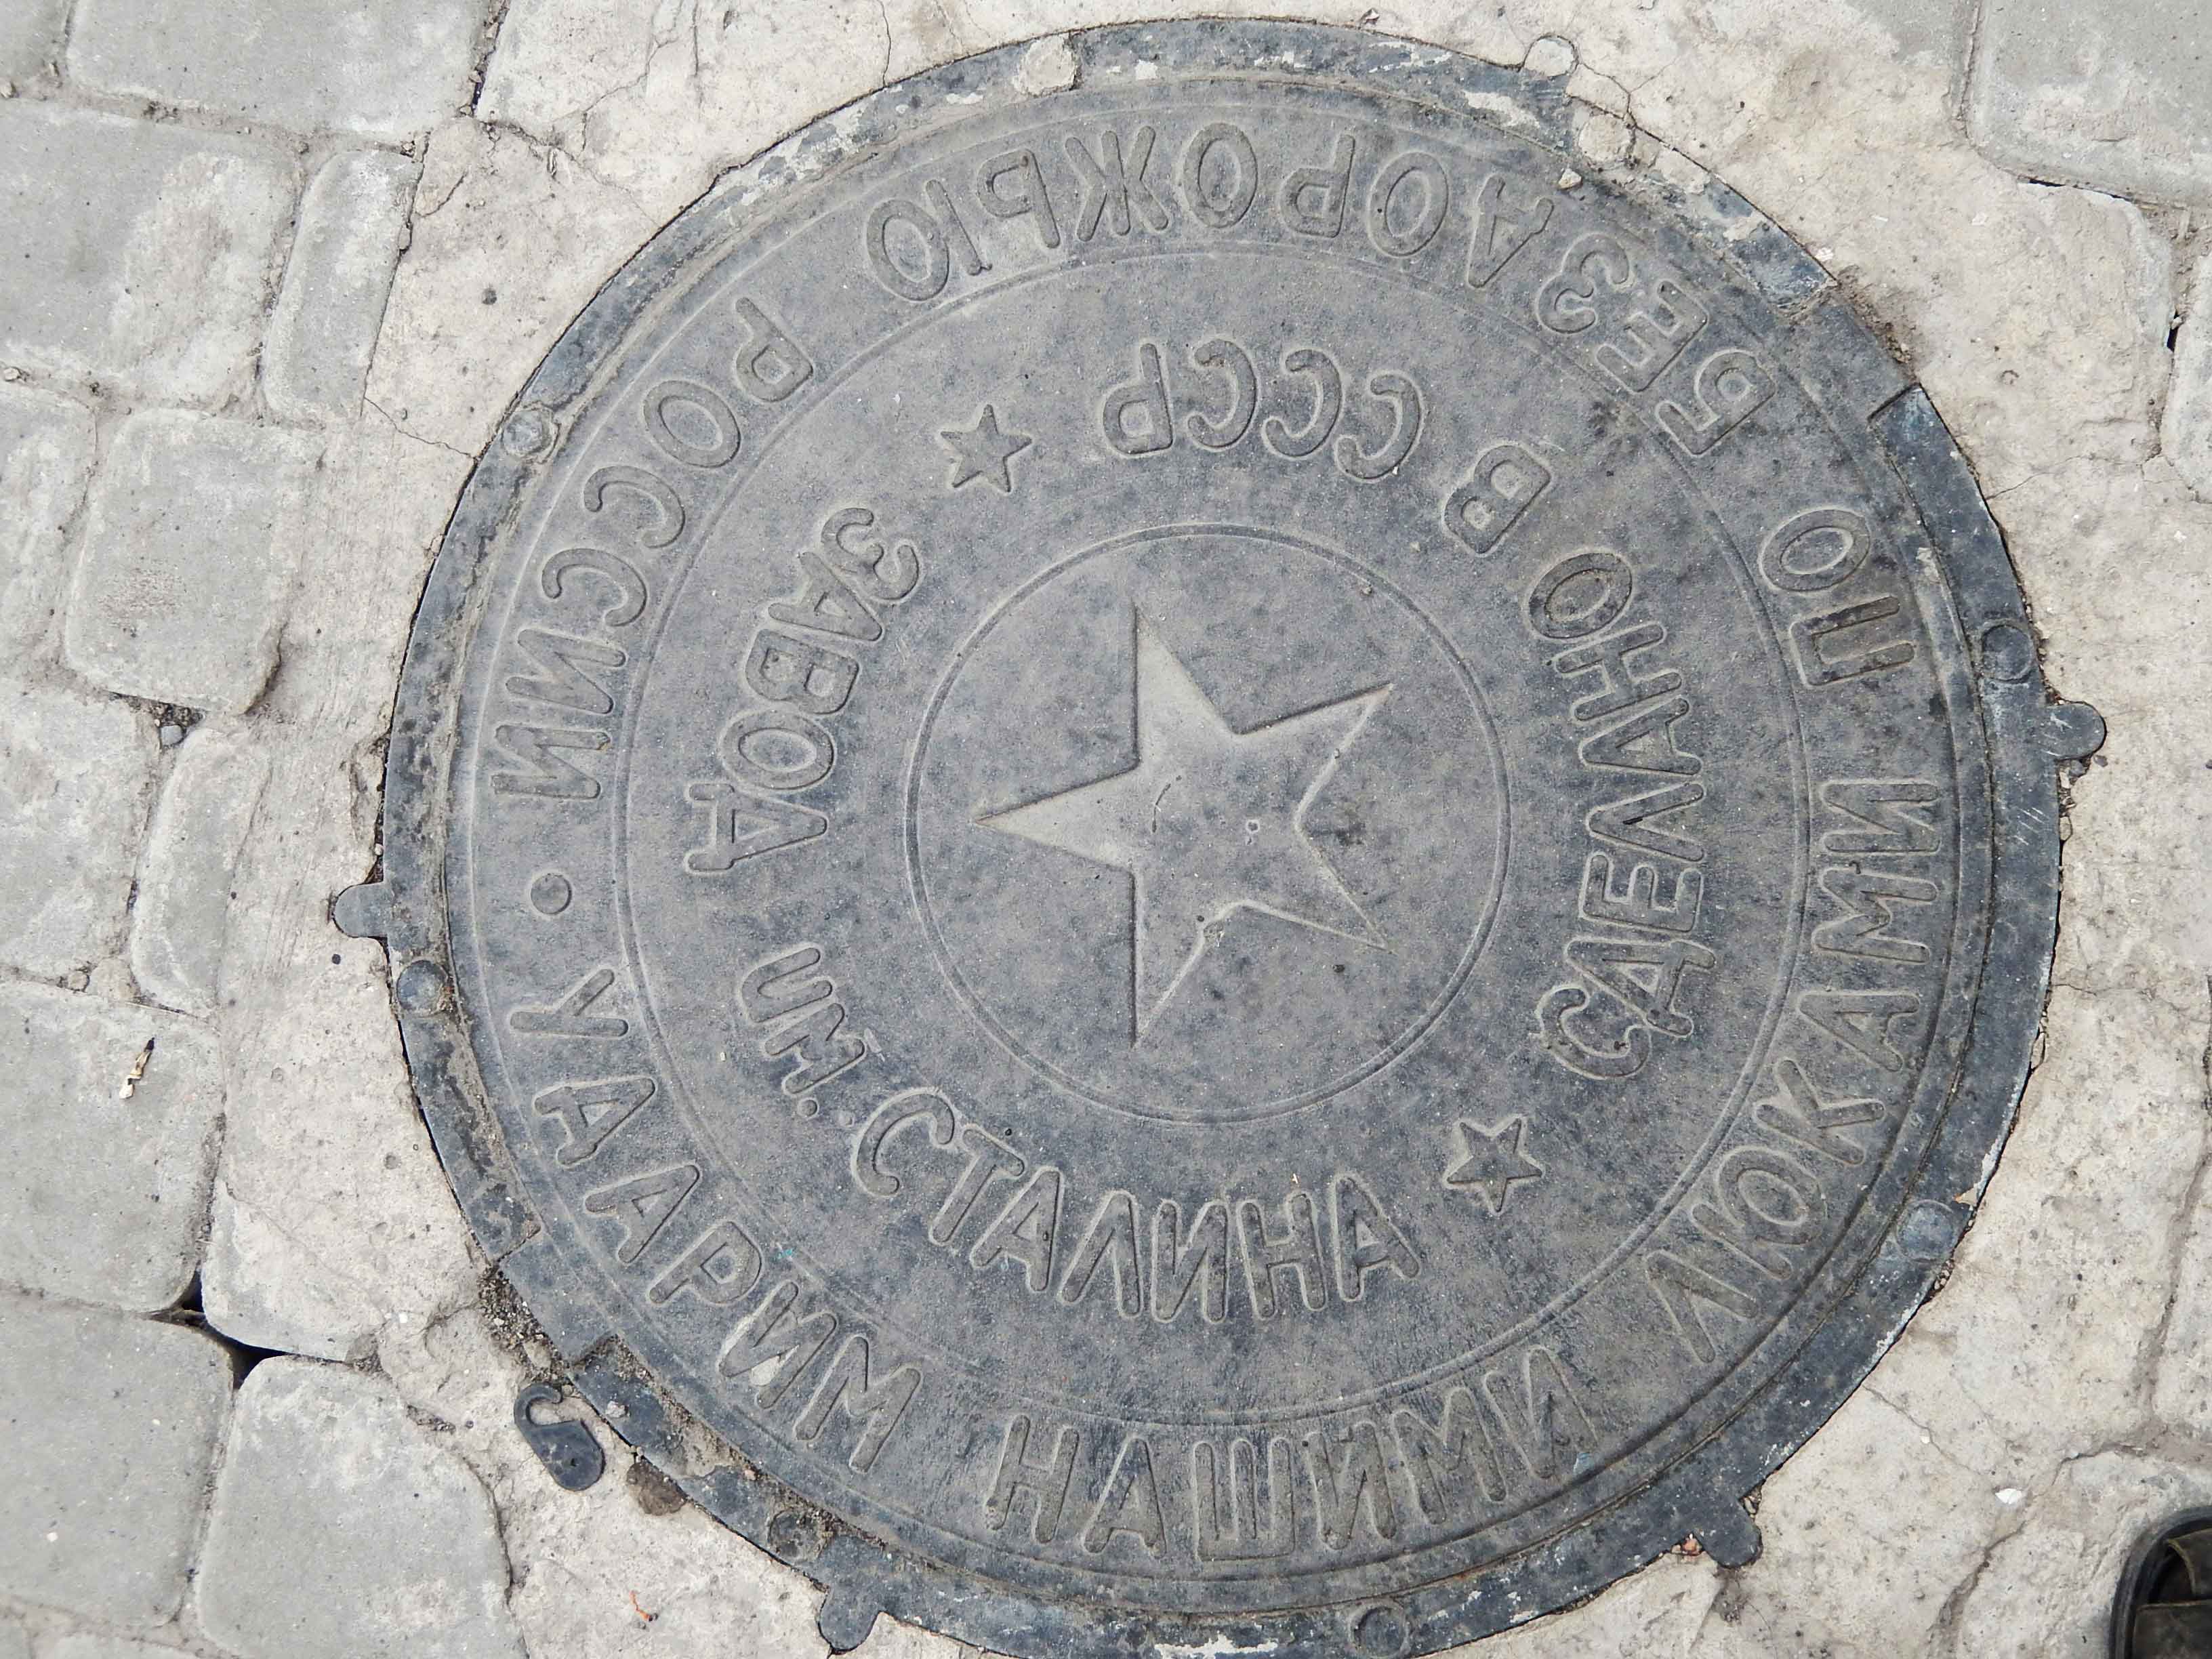 УДАРИМ НАШИМИ ЛЮКАМИ ПО БЕЗДОРОЖЬЮ РОССИИ •
ЗАВОД им. СТАЛИНА
СДЕЛАНО В СССР